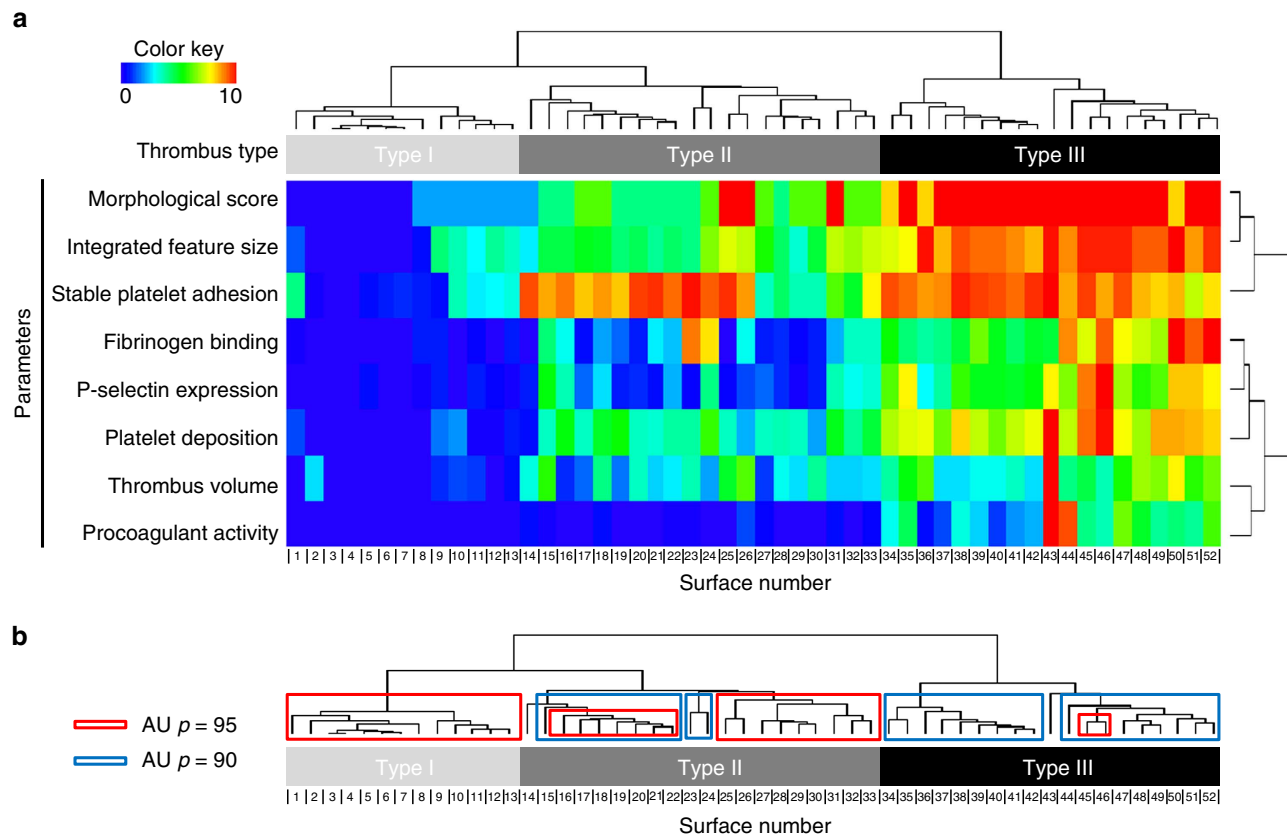 a
Color key
0 10
Thrombus type
Type I Type II Type III
Parameters
Morphological score
Integrated feature size
Stable platelet adhesion
Fibrinogen binding
P-selectin expression
Platelet deposition
Thrombus volume
Procoagulant activity
1 2 3 4 5 6 7 8 9 10 11 12 13 14 15 16 17 18 19 20 21 22 23 24 25 26 27 28 29 30 31 32 33 34 35 36 37 38 39 40 41 42 43 44 45 46 47 48 49 50 51 52
Surface number
b
AU p = 95
AU p = 90
Type I Type II Type III
1 2 3 4 5 6 7 8 9 10 11 12 13 14 15 16 17 18 19 20 21 22 23 24 25 26 27 28 29 30 31 32 33 34 35 36 37 38 39 40 41 42 43 44 45 46 47 48 49 50 51 52
Surface number